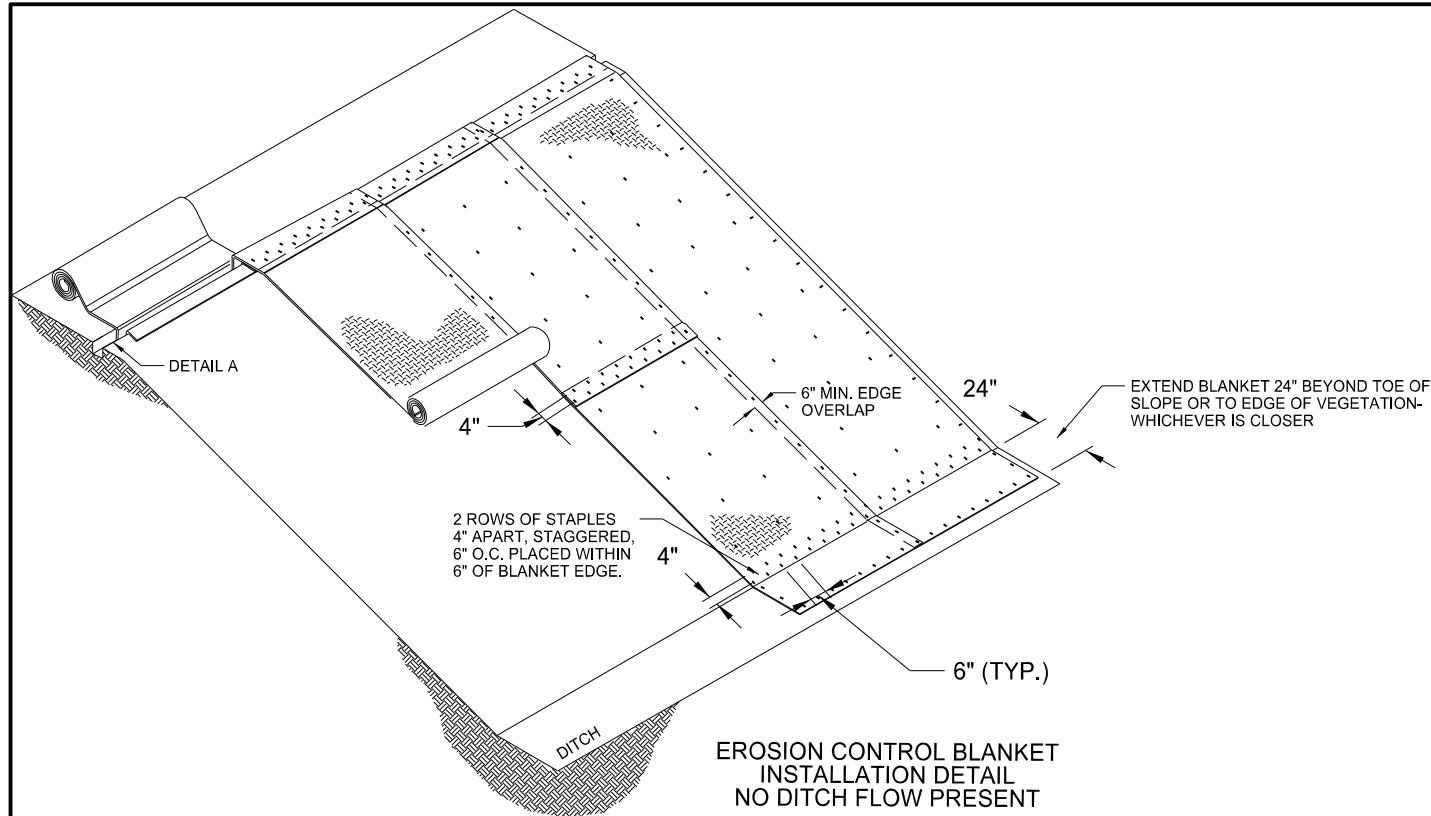 DETAIL A
4"
6" MIN. EDGE
OVERLAP
24"
EXTEND BLANKET 24" BEYOND TOE OF
SLOPE OR TO EDGE OF VEGETATION-
WHICHEVER IS CLOSER
2 ROWS OF STAPLES
4" APART, STAGGERED,
6" O.C. PLACED WITHIN
6" OF BLANKET EDGE.
4"
6" (TYP.)
DITCH
EROSION CONTROL BLANKET
INSTALLATION DETAIL
NO DITCH FLOW PRESENT